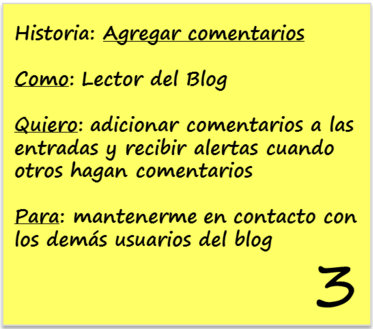 Historia: Agregar comentarios
Como: Lector del Blog
Quiero: adicionar comentarios a las
entradas y recibir alertas cuando
otros hagan comentarios
Para: mantenerme en contacto con
los demás usuarios del blog
3